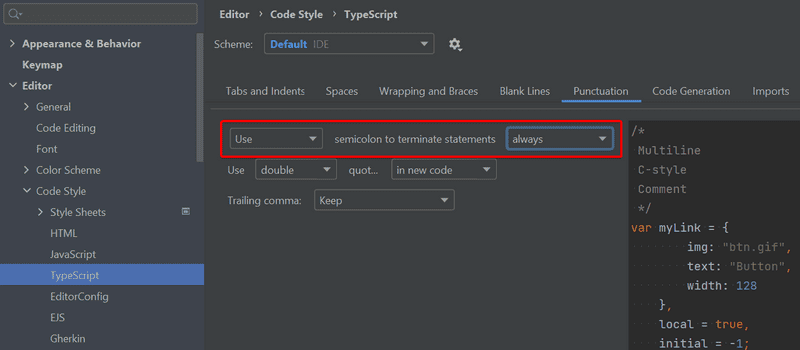 Editor › Code Style › TypeScript
Scheme: Default IDE
Appearance & Behavior
Keymap
Editor
General
Code Editing
Font
Color Scheme
Code Style
Style Sheets
HTML
JavaScript
TypeScript
EditorConfig
EJS
Gherkin
Tabs and Indents Spaces Wrapping and Braces Blank Lines Punctuation Code Generation Imports
Use semicolon to terminate statements always
Use double quot... in new code
Trailing comma: Keep
/*
Multiline
C-style
Comment
*/
var myLink = {
img: "btn.gif",
text: "Button",
width: 128
},
local = true,
initial = -1;